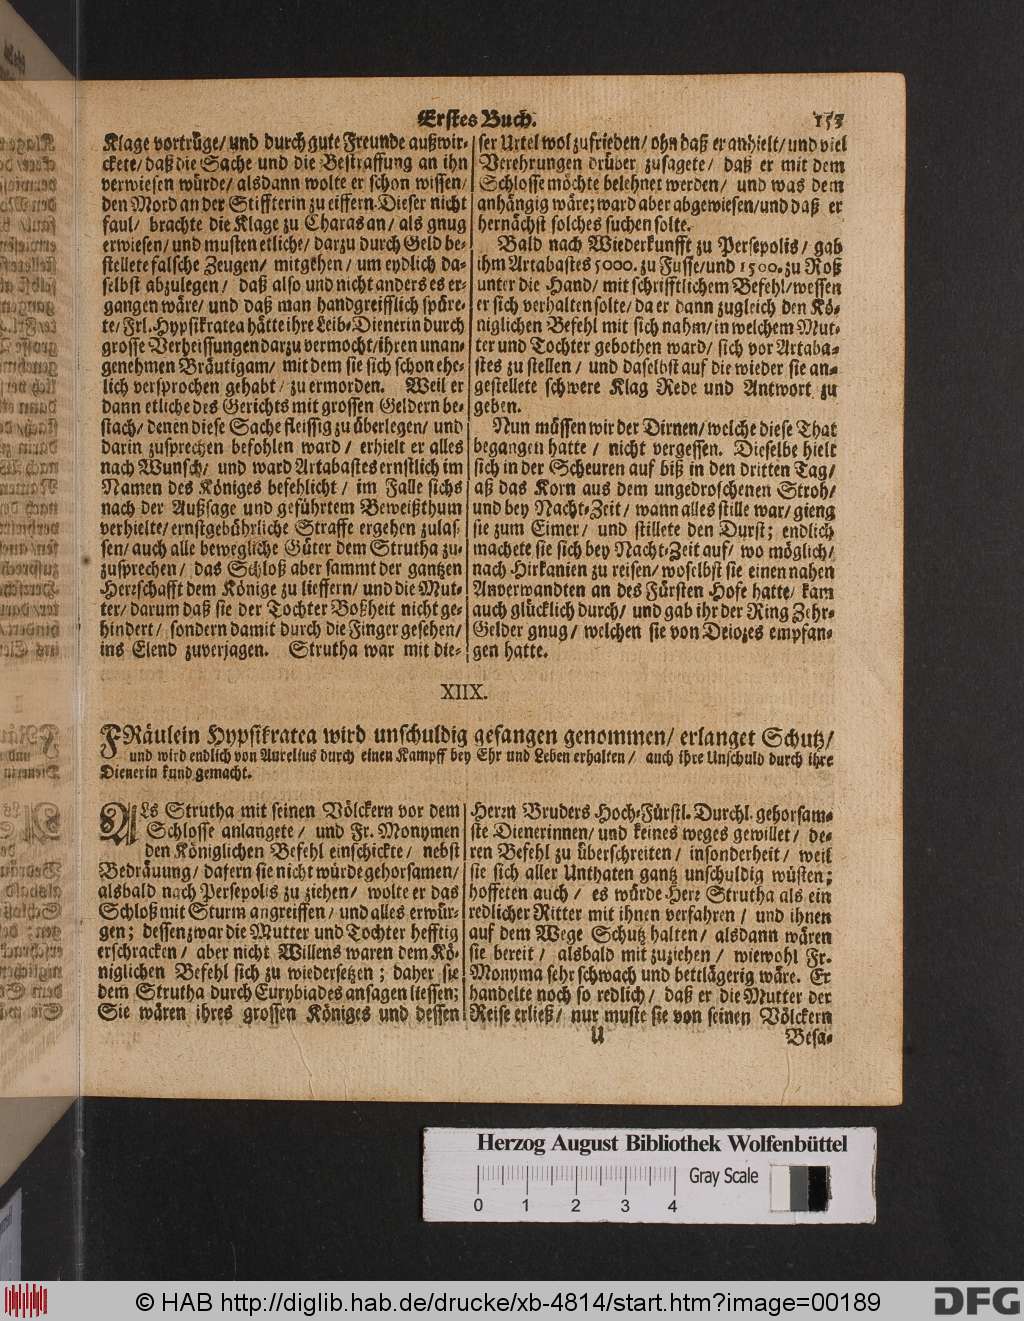 Erstes Buch. 153
Klage vortrüge/ und durch gute Freunde außwir-
ckete/ daß die Sache und die Bestraffung an ihn
verwiesen würde/ alsdann wolte er schon wissen/
den Mord an der Stiffterin zu eiffern. Dieser nicht
faul/ brachte die Klage zu Charas an/ als gnug
erwiesen/ und musten etliche/ darzu durch Geld be-
stellete falsche Zeugen/ mitgehen/ um eydlich da-
selbst abzulegen/ daß also und nicht anders es er-
gangen wäre/ und daß man handgreifflich spüre-
te/ Frl. Hypsikratea hätte ihre Leib-Dienerin durch
grosse Verheissungen darzu vermocht/ ihren unan-
genehmen Bräutigam/ mit dem sie sich schon ehe-
lich versprochen gehabt/ zu ermorden. Weil er
dann etliche des Gerichts mit grossen Geldern be-
stach/ denen diese Sache fleissig zu überlegen/ und
darin zusprechen befohlen ward/ erhielt er alles
nach Wunsch/ und ward Artabastes ernstlich im
Namen des Königes befehlicht/ im Falle sichs
nach der Außsage und geführtem Beweißthum
verhielte/ ernstgebührliche Straffe ergehen zulas-
sen/ auch alle bewegliche Güter dem Strutha zu-
zusprechen/ das Schloß aber sammt der gantzen
Herrschafft dem Könige zu lieffern/ und die Mut-
ter/ darum daß sie der Tochter Boßheit nicht ge-
hindert/ sondern damit durch die Finger gesehen/
ins Elend zuverjagen. Strutha war mit die-
ser Urtel wol zufrieden/ ohn daß er anhielt/ und viel
Verehrungen drüber zusagete/ daß er mit dem
Schlosse möchte belehnet werden/ und was dem
anhängig wäre; ward aber abgewiesen/ und daß er
hernächst solches suchen solte.
Bald nach Wiederkunfft zu Persepolis/ gab
ihm Artabastes 5000. zu Fusse/ und 1500. zu Roß
unter die Hand/ mit schrifftlichem Befehl/ wessen
er sich verhalten solte/ da er dann zugleich den Kö-
niglichen Befehl mit sich nahm/ in welchem Mut-
ter und Tochter gebothen ward/ sich vor Artaba-
stes zu stellen/ und daselbst auf die wieder sie an-
gestellete schwere Klag Rede und Antwort zu
geben.
Nun müssen wir der Dirnen/ welche diese That
begangen hatte/ nicht vergessen. Dieselbe hielt
sich in der Scheuren auf biß in den dritten Tag/
aß das Korn aus dem ungedroschenen Stroh/
und bey Nacht-Zeit/ wann alles stille war/ gieng
sie zum Eimer/ und stillete den Durst; endlich
machete sie sich bey Nacht-Zeit auf/ wo möglich/
nach Hirkanien zu reisen/ woselbst sie einen nahen
Anverwandten an des Fürsten Hofe hatte/ kam
auch glücklich durch/ und gab ihr der Ring Zehr-
Gelder gnug/ welchen sie von Deiozes empfan-
gen hatte.
XIIX.
FRäulein Hypsikratea wird unschuldig gefangen genommen/ erlanget Schutz/
und wird endlich von Aurelius durch einen Kampff bey Ehr und Leben erhalten/ auch ihre Unschuld durch ihre
Dienerin kund gemacht.
ALs Strutha mit seinen Völckern vor dem
Schlosse anlangete/ und Fr. Monymen
den Königlichen Befehl einschickte/ nebst
Bedräuung/ dafern sie nicht würde gehorsamen/
alsbald nach Persepolis zu ziehen/ wolte er das
Schloß mit Sturm angreiffen/ und alles erwür-
gen; dessen zwar die Mutter und Tochter hefftig
erschracken/ aber nicht Willens waren dem Kö-
niglichen Befehl sich zu wiedersetzen; daher sie
dem Strutha durch Eurybiades ansagen liessen;
Sie wären ihres grossen Königes und dessen
Herrn Bruders Hoch-Fürstl. Durchl. gehorsam-
ste Dienerinnen/ und keines weges gewillet/ de-
ren Befehl zu überschreiten/ insonderheit/ weil
sie sich aller Unthaten gantz unschuldig wüsten;
hoffeten auch/ es würde Herr Strutha als ein
redlicher Ritter mit ihnen verfahren/ und ihnen
auf dem Wege Schutz halten/ alsdann wären
sie bereit/ alsbald mit zuziehen/ wiewohl Fr.
Monyma sehr schwach und bettlägerig wäre. Er
handelte noch so redlich/ daß er die Mutter der
Reise erließ/ nur muste sie von seinen Völckern
U Besa-
Herzog August Bibliothek Wolfenbüttel
Gray Scale
0 1 2 3 4
© HAB http://diglib.hab.de/drucke/xb-4814/start.htm?image=00189
DFG